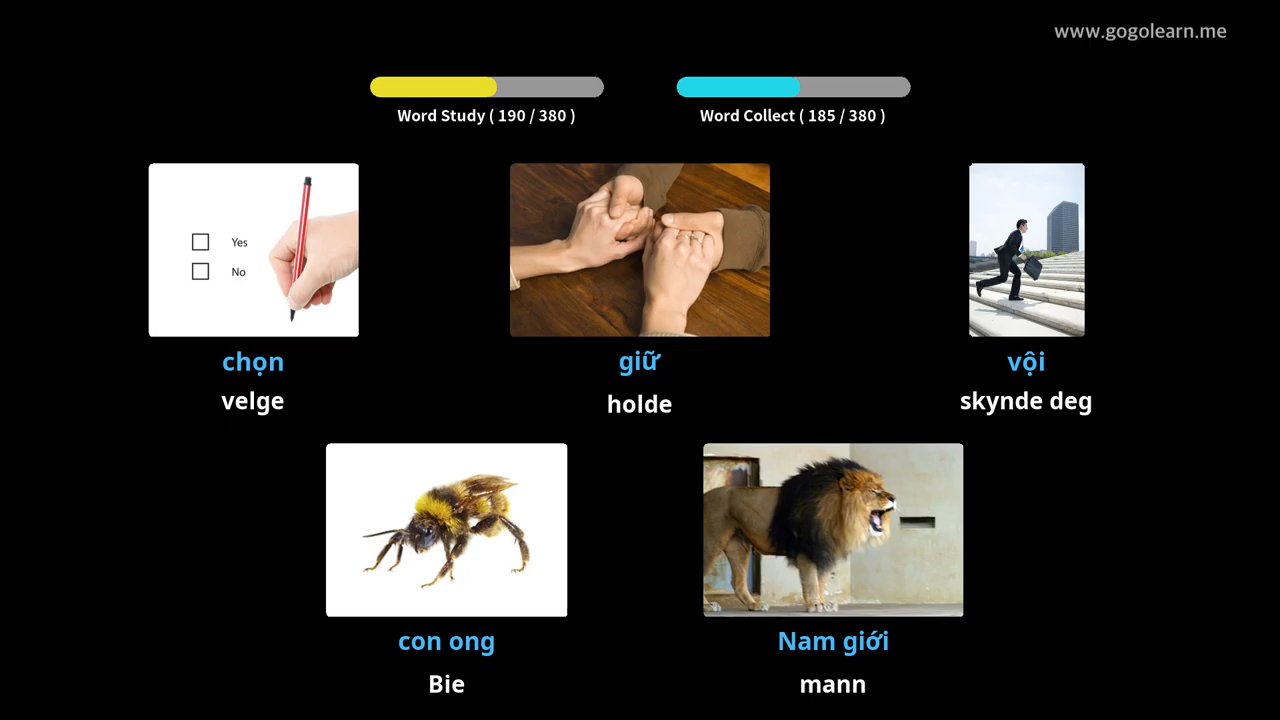 www.gogolearn.me
Word Study ( 190 / 380 )
Word Collect ( 185 / 380 )
Yes
No
chọn
giữ
vội
velge
holde
skynde deg
con ong
Nam giới
Bie
mann